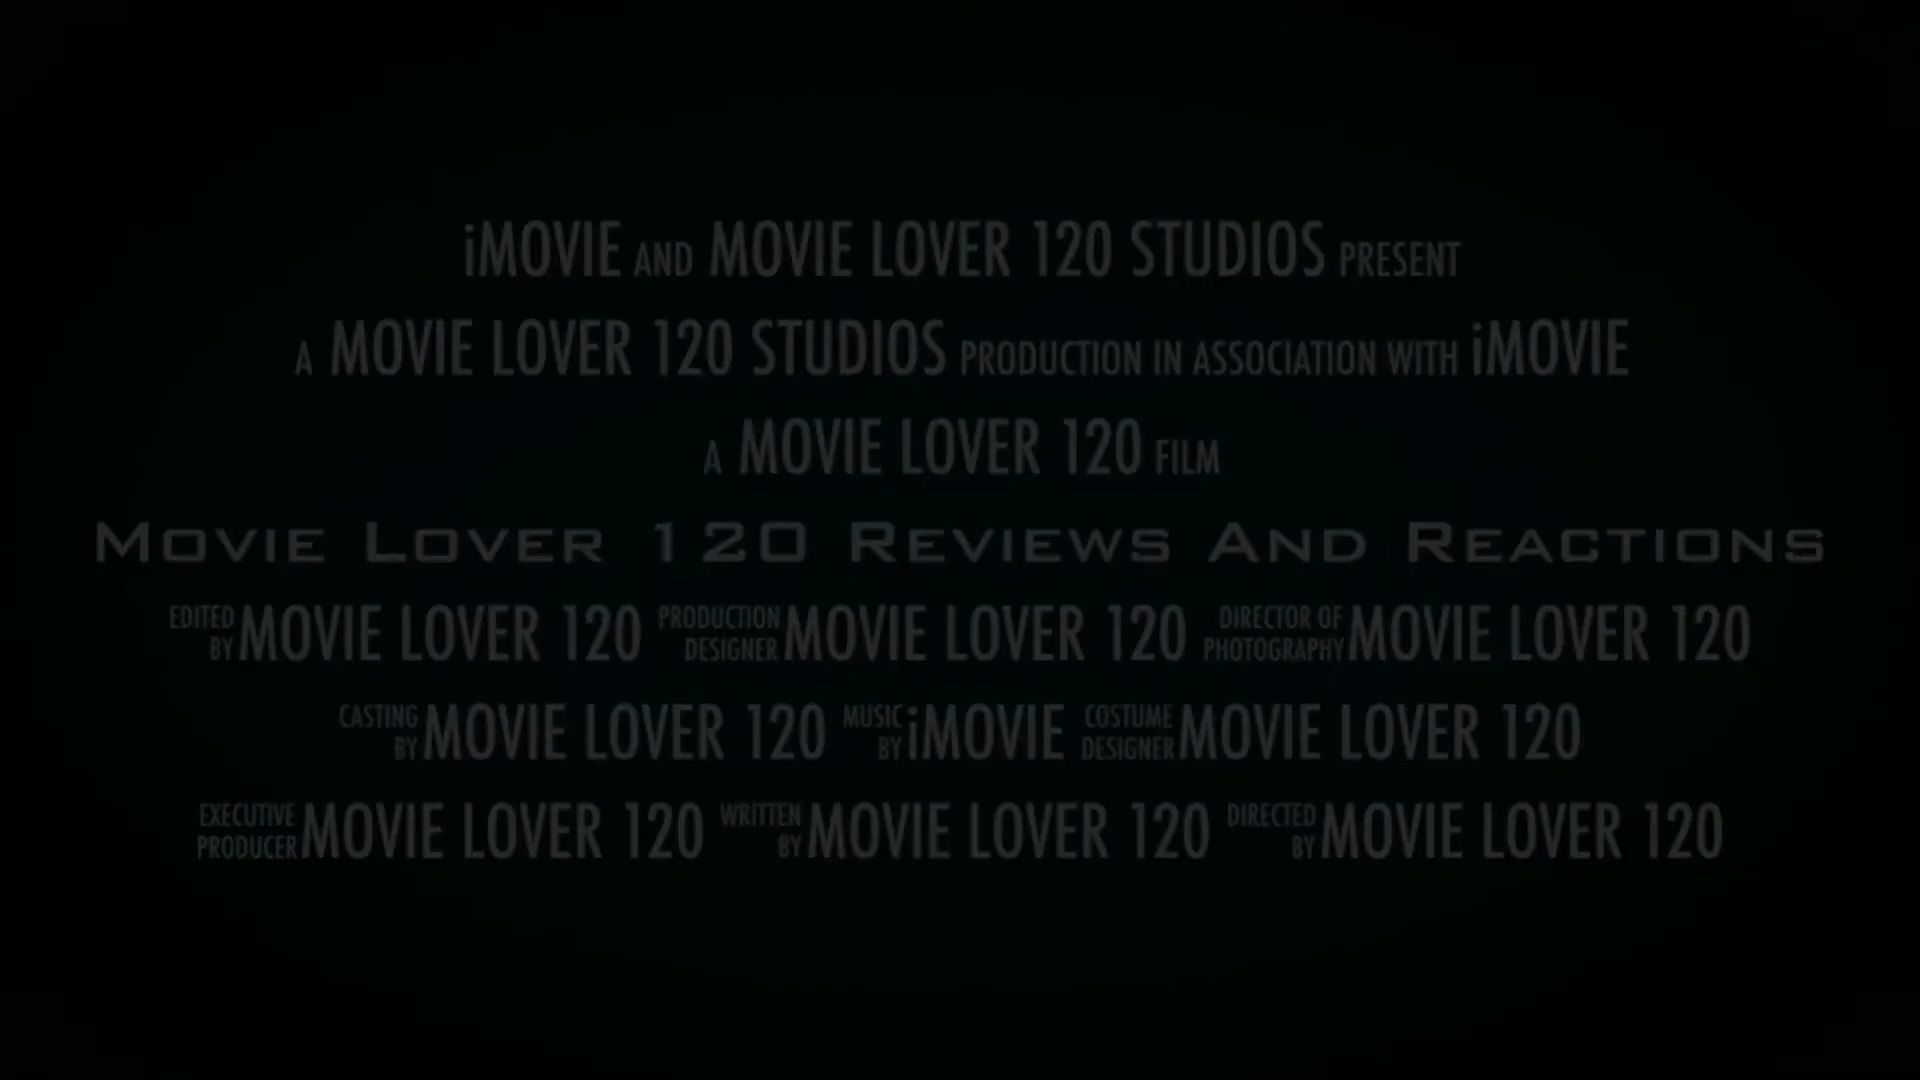 iMOVIE AND MOVIE LOVER 120 STUDIOS PRESENT
A MOVIE LOVER 120 STUDIOS PRODUCTION IN ASSOCIATION WITH iMOVIE
A MOVIE LOVER 120 FILM
MOVIE LOVER 120 REVIEWS AND REACTIONS
EDITED BY MOVIE LOVER 120 PRODUCTION DESIGNER MOVIE LOVER 120 DIRECTOR OF PHOTOGRAPHY MOVIE LOVER 120
CASTING BY MOVIE LOVER 120 MUSIC BY iMOVIE COSTUME DESIGNER MOVIE LOVER 120
EXECUTIVE PRODUCER MOVIE LOVER 120 WRITTEN BY MOVIE LOVER 120 DIRECTED BY MOVIE LOVER 120